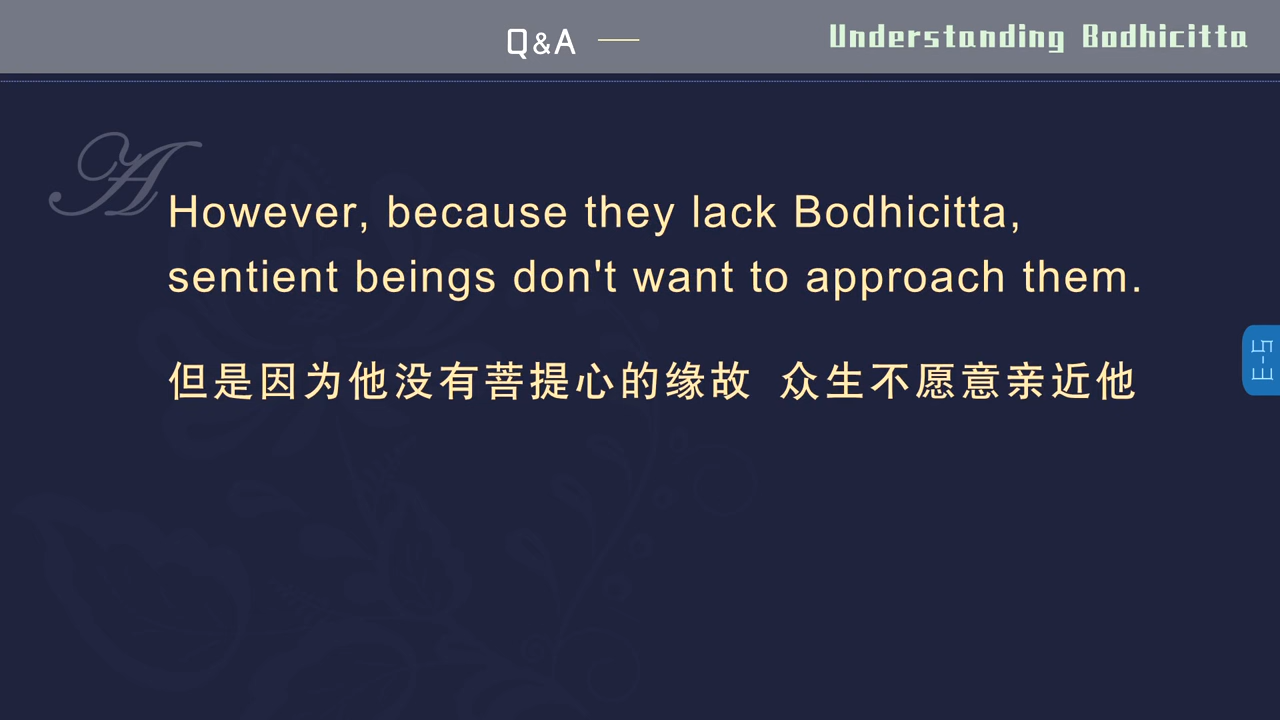 Q&A
Understanding Bodhicitta
A
However, because they lack Bodhicitta,
sentient beings don't want to approach them.
但是因为他没有菩提心的缘故 众生不愿意亲近他